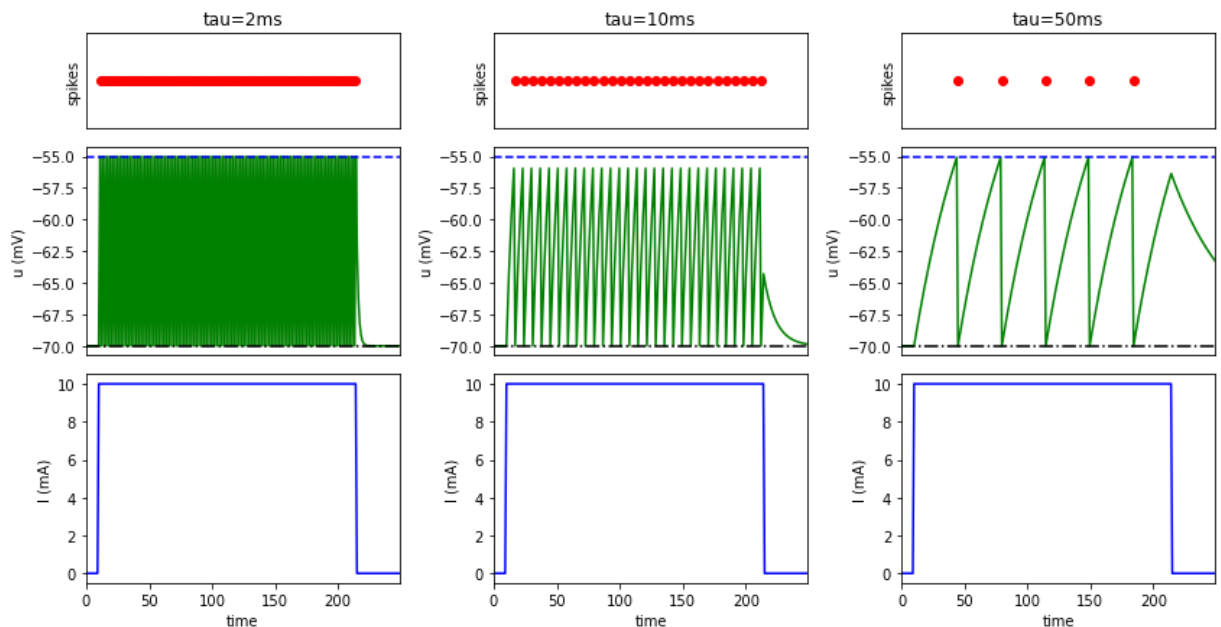 tau=2ms tau=10ms tau=50ms
spikes spikes spikes
−55.0 −55.0 −55.0
−57.5 −57.5 −57.5
−60.0 −60.0 −60.0
−62.5 −62.5 −62.5
−65.0 −65.0 −65.0
−67.5 −67.5 −67.5
−70.0 −70.0 −70.0
u (mV) u (mV) u (mV)
10 10 10
8 8 8
6 6 6
4 4 4
2 2 2
0 0 0
I (mA) I (mA) I (mA)
0 50 100 150 200 0 50 100 150 200 0 50 100 150 200
time time time